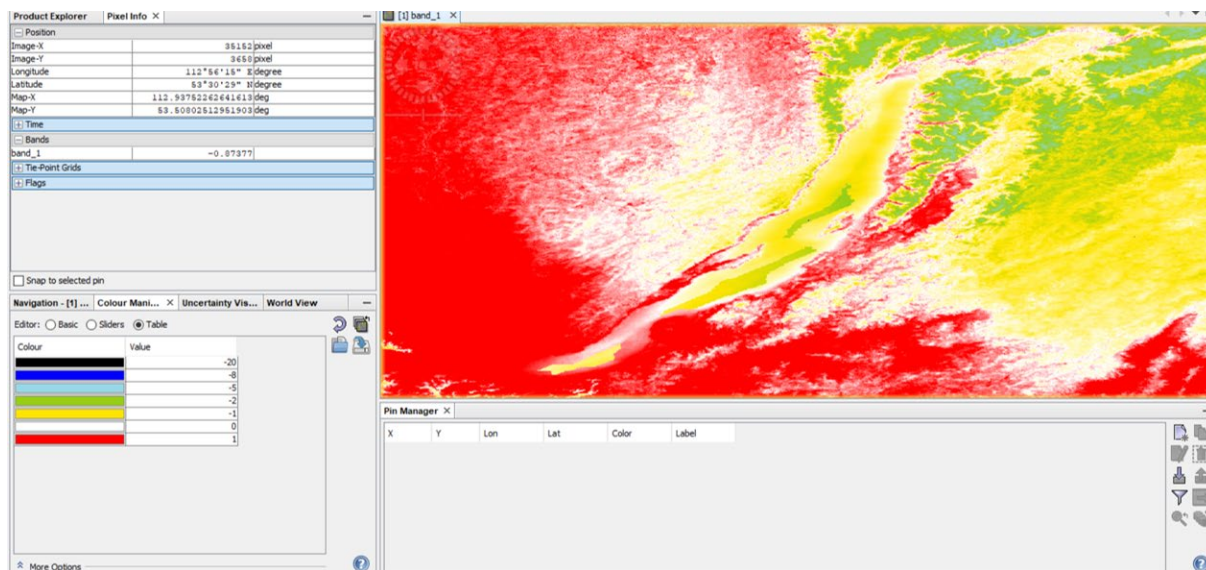 Product Explorer Pixel Info ×
Position
Image-X 35152 pixel
Image-Y 3658 pixel
Longitude 112°56'15" E degree
Latitude 53°30'29" N degree
Map-X 112.93752262641613 deg
Map-Y 53.50802512951903 deg
Time
Bands
band_1 -0.87377
Tie-Point Grids
Flags
Snap to selected pin
Navigation - [1] ... Colour Mani... × Uncertainty Vis... World View
Editor: Basic Sliders Table
Colour Value
-20
-8
-5
-2
-1
0
1
More Options
[1] band_1 ×
Pin Manager ×
X Y Lon Lat Color Label